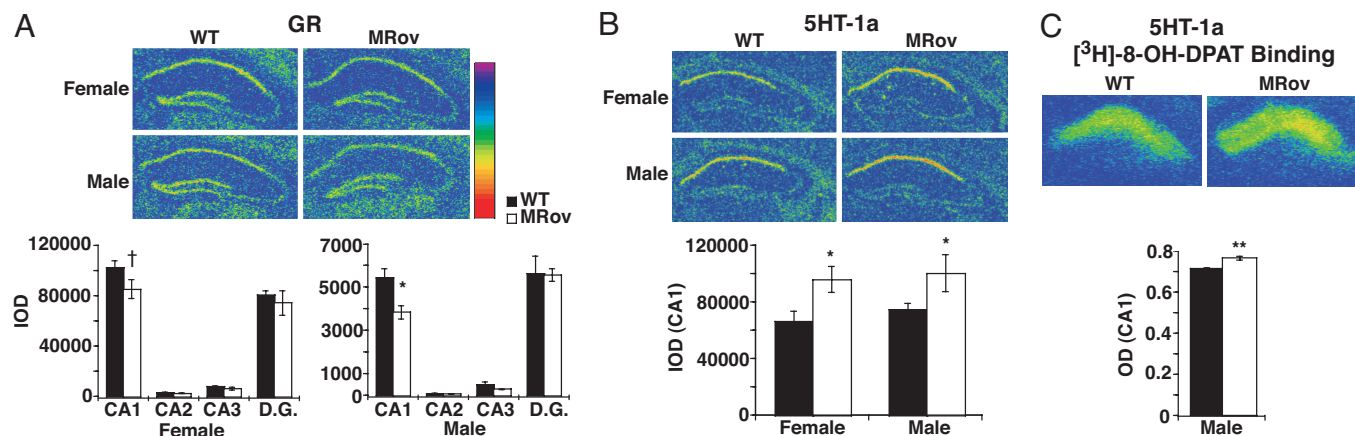 A
GR
WT MRov
Female
Male
WT
MRov
IOD
120000
80000
40000
0
†
CA1 CA2 CA3 D.G.
Female
7000
5000
3000
1000
0
*
CA1 CA2 CA3 D.G.
Male
B
5HT-1a
WT MRov
Female
Male
IOD (CA1)
120000
80000
40000
0
* *
Female Male
C
5HT-1a
[³H]-8-OH-DPAT Binding
WT MRov
OD (CA1)
0.8
0.6
0.4
0.2
0
**
Male